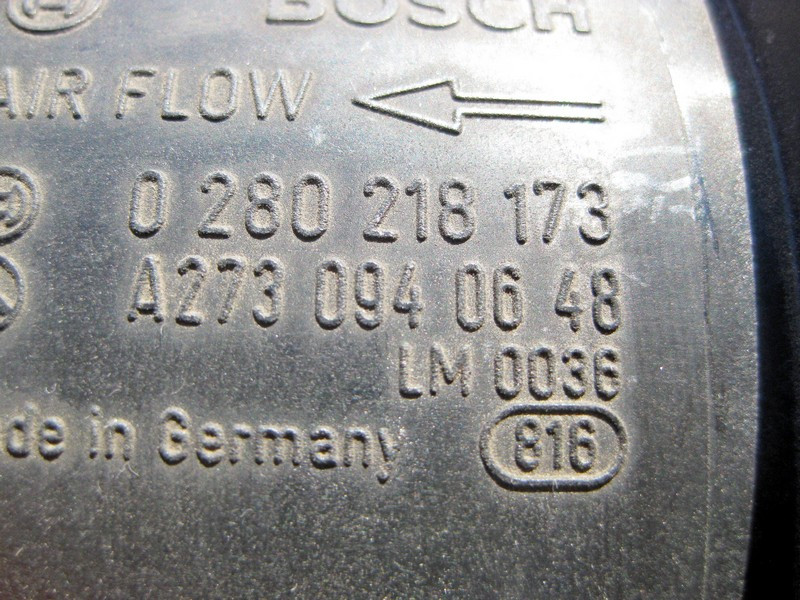 BOSCH
AIR FLOW
0 280 218 173
A273 094 06 48
LM 0036
de in Germany
816